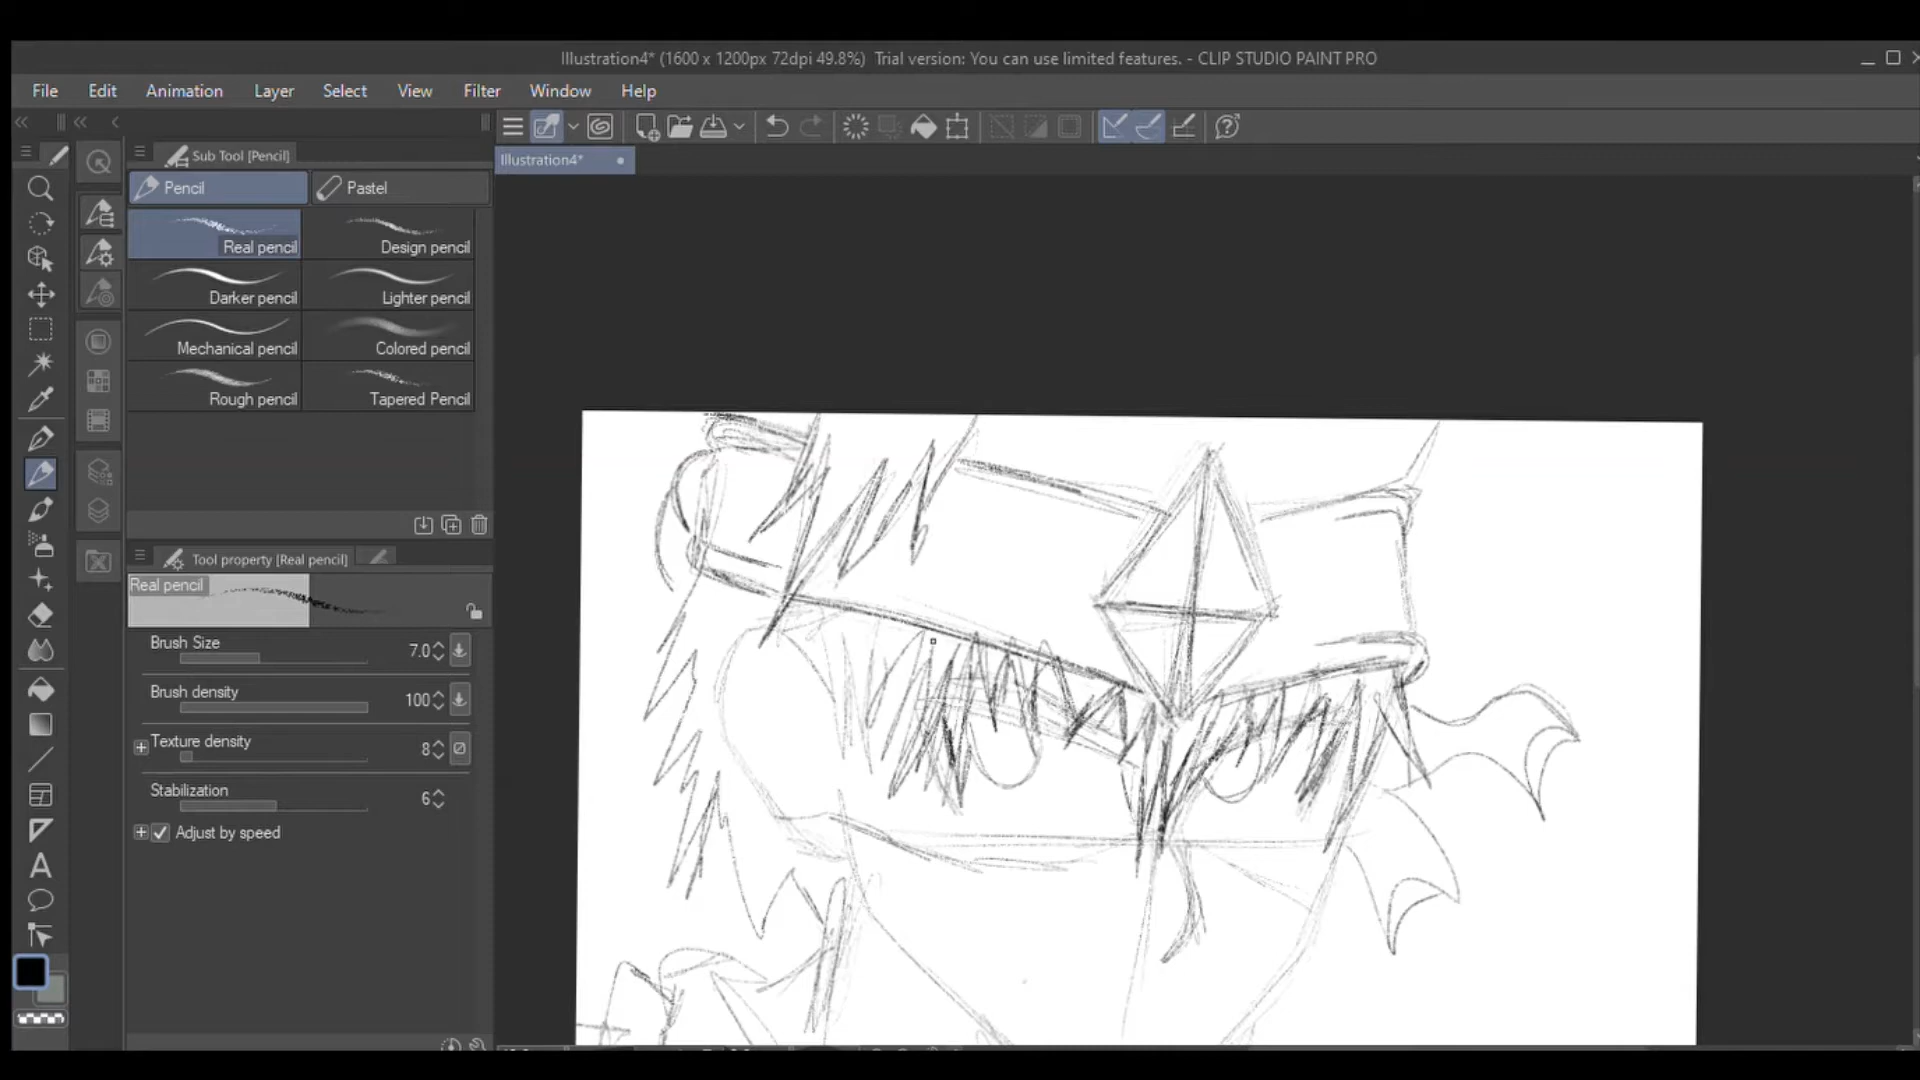 Illustration4* (1600 x 1200px 72dpi 49.8%) Trial version: You can use limited features. - CLIP STUDIO PAINT PRO
File Edit Animation Layer Select View Filter Window Help
Sub Tool [Pencil]
Illustration4*
Pencil Pastel
Real pencil Design pencil
Darker pencil Lighter pencil
Mechanical pencil Colored pencil
Rough pencil Tapered Pencil
Tool property [Real pencil]
Real pencil
Brush Size 7.0
Brush density 100
Texture density 8
Stabilization 6
Adjust by speed